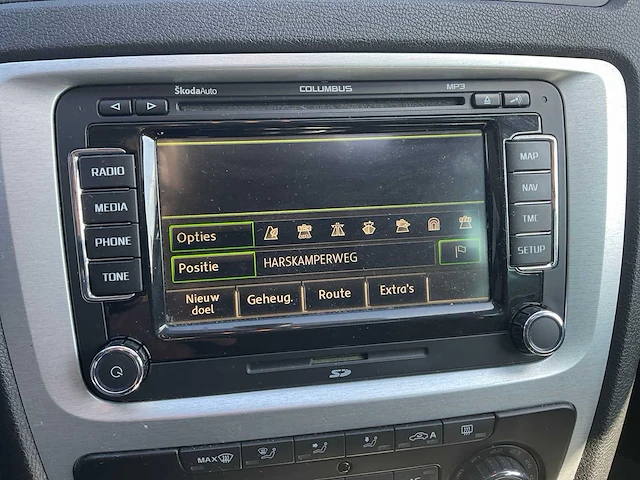 ŠkodaAuto COLUMBUS MP3
RADIO
MEDIA
PHONE
TONE
MAP
NAV
TMC
SETUP
Opties
Positie HARSKAMPERWEG
Nieuw doel
Geheug. Route Extra's
SD
MAX A